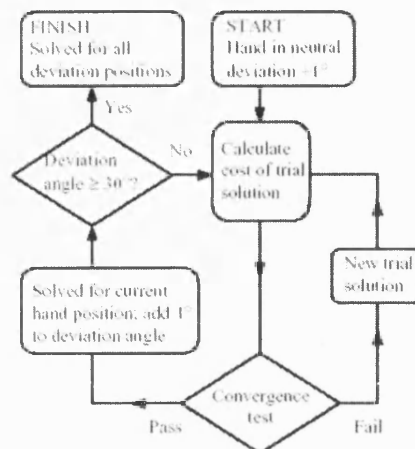 FINISH
Solved for all
deviation positions
START
Hand in neutral
deviation -1°
Yes
Deviation
angle ≥ 30°?
No
Calculate
cost of trial
solution
Solved for current
hand position; add 1°
to deviation angle
New trial
solution
Convergence
test
Pass
Fail